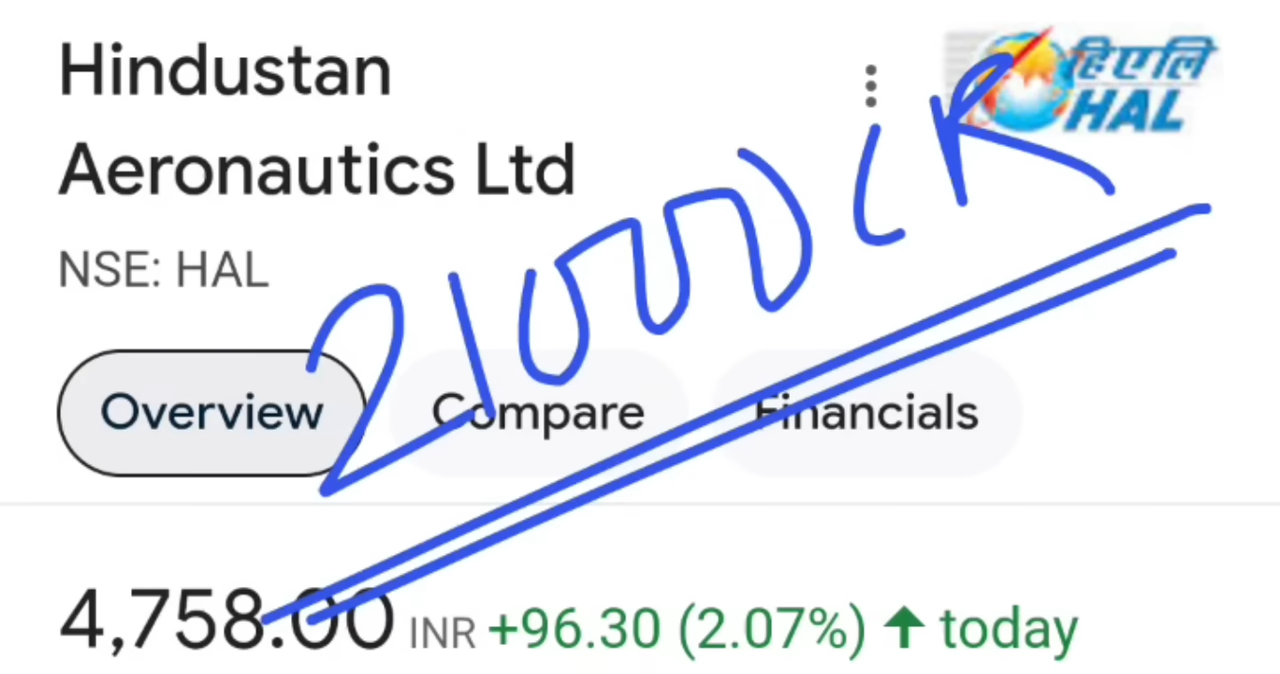 Hindustan
Aeronautics Ltd
हिएलि
HAL
NSE: HAL
21000 CR
Overview
Compare
Financials
4,758.00 INR +96.30 (2.07%) ↑ today